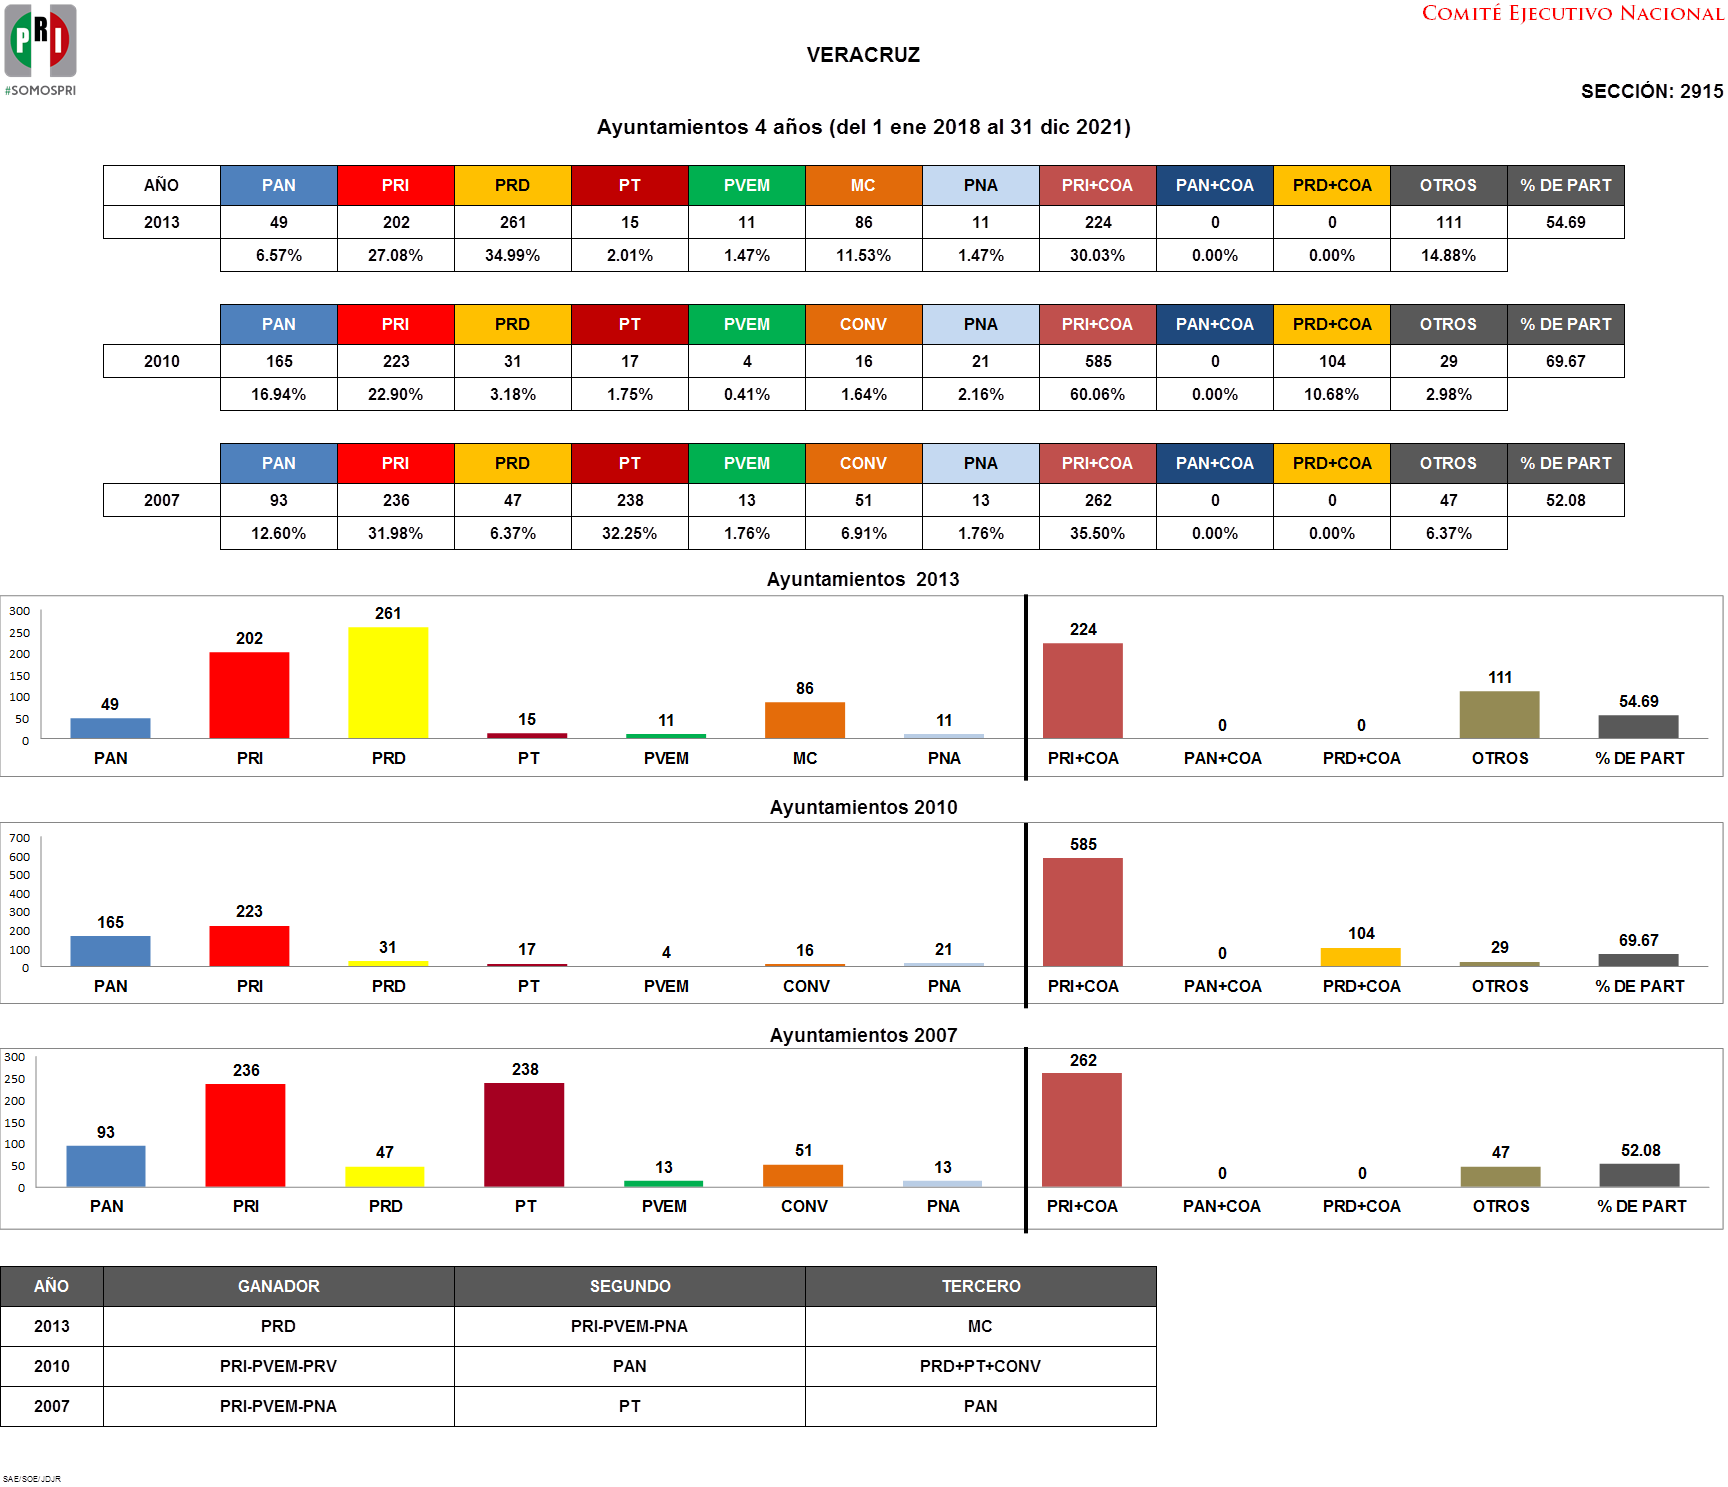 COMITÉ EJECUTIVO NACIONAL
PRI
#SOMOSPRI
VERACRUZ
SECCIÓN: 2915
Ayuntamientos 4 años (del 1 ene 2018 al 31 dic 2021)
AÑO PAN PRI PRD PT PVEM MC PNA PRI+COA PAN+COA PRD+COA OTROS % DE PART
2013 49 202 261 15 11 86 11 224 0 0 111 54.69
6.57% 27.08% 34.99% 2.01% 1.47% 11.53% 1.47% 30.03% 0.00% 0.00% 14.88%
PAN PRI PRD PT PVEM CONV PNA PRI+COA PAN+COA PRD+COA OTROS % DE PART
2010 165 223 31 17 4 16 21 585 0 104 29 69.67
16.94% 22.90% 3.18% 1.75% 0.41% 1.64% 2.16% 60.06% 0.00% 10.68% 2.98%
PAN PRI PRD PT PVEM CONV PNA PRI+COA PAN+COA PRD+COA OTROS % DE PART
2007 93 236 47 238 13 51 13 262 0 0 47 52.08
12.60% 31.98% 6.37% 32.25% 1.76% 6.91% 1.76% 35.50% 0.00% 0.00% 6.37%
Ayuntamientos 2013
300
250
200
150
100
50
0
49 202 261 15 11 86 11 224 0 0 111 54.69
PAN PRI PRD PT PVEM MC PNA PRI+COA PAN+COA PRD+COA OTROS % DE PART
Ayuntamientos 2010
700
600
500
400
300
200
100
0
165 223 31 17 4 16 21 585 0 104 29 69.67
PAN PRI PRD PT PVEM CONV PNA PRI+COA PAN+COA PRD+COA OTROS % DE PART
Ayuntamientos 2007
300
250
200
150
100
50
0
93 236 47 238 13 51 13 262 0 0 47 52.08
PAN PRI PRD PT PVEM CONV PNA PRI+COA PAN+COA PRD+COA OTROS % DE PART
AÑO GANADOR SEGUNDO TERCERO
2013 PRD PRI-PVEM-PNA MC
2010 PRI-PVEM-PRV PAN PRD+PT+CONV
2007 PRI-PVEM-PNA PT PAN
SAE/SOE/JDJR